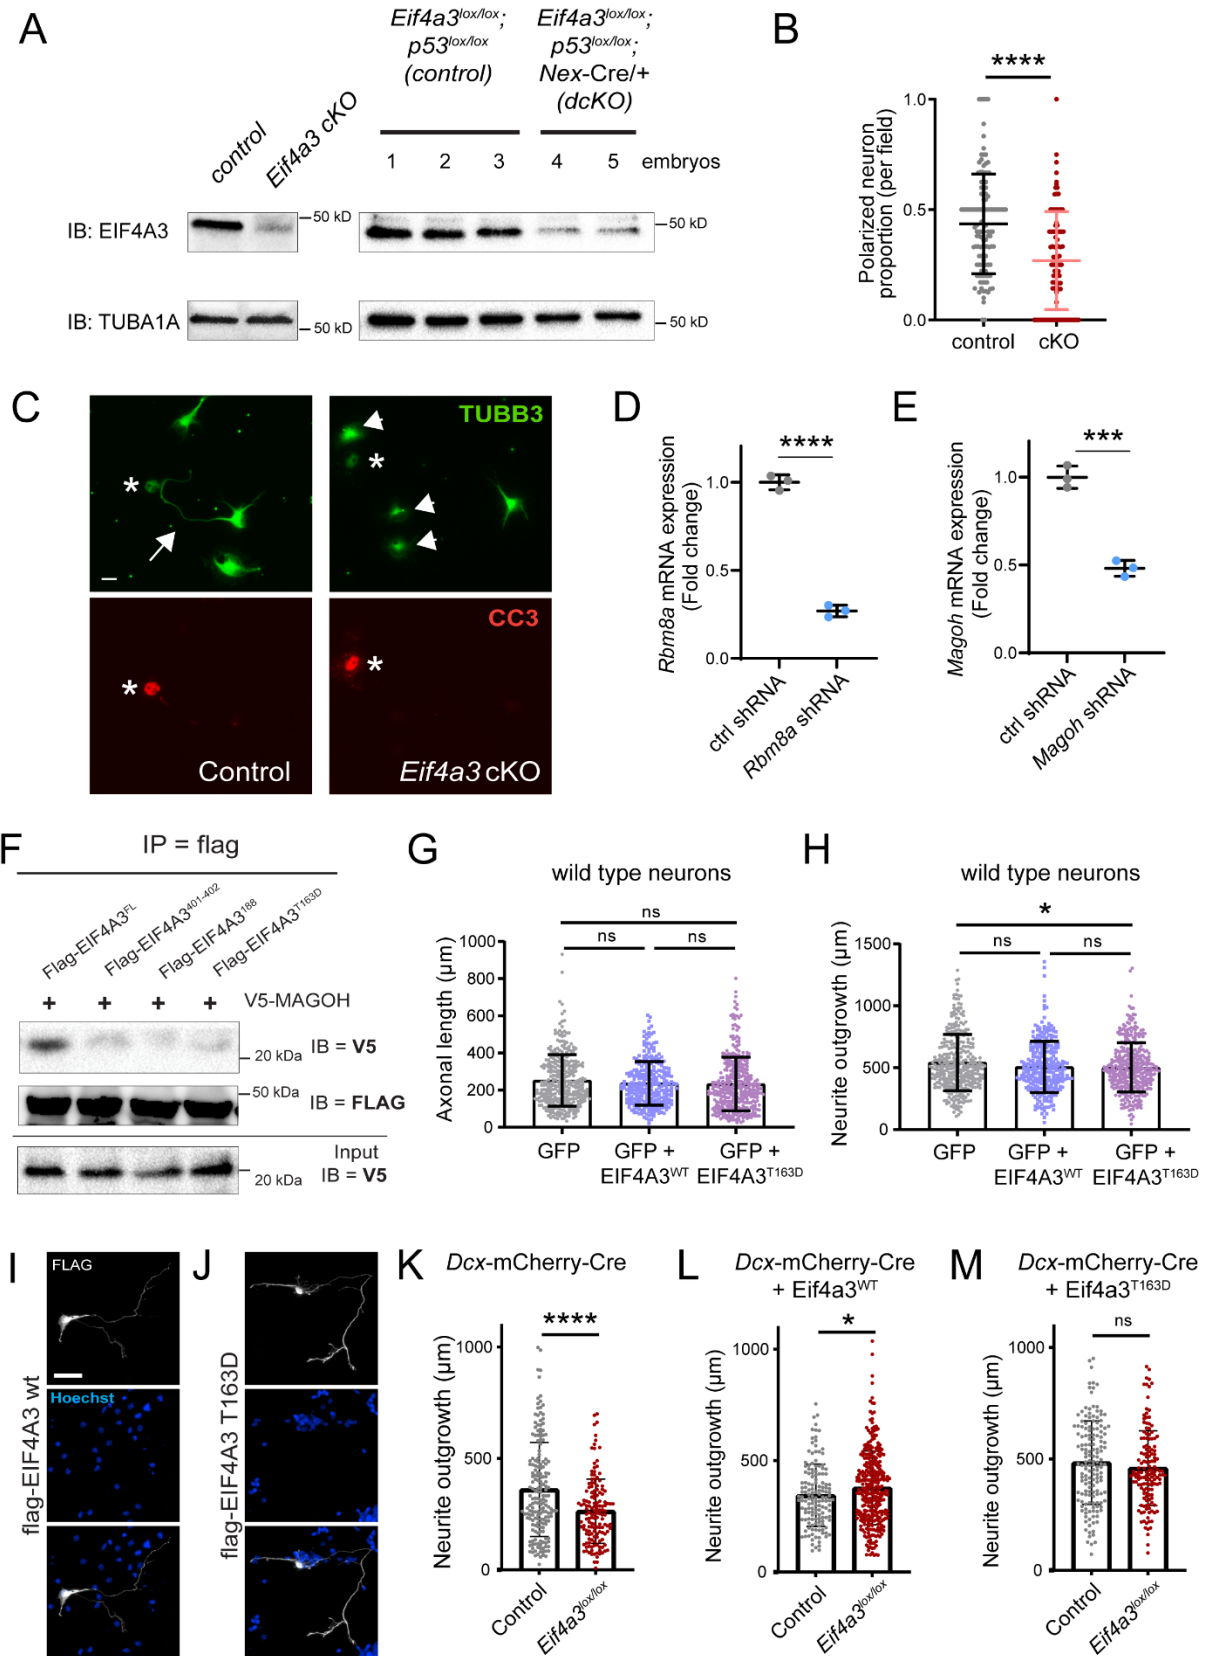 A
Eif4a3lox/lox;
p53lox/lox
(control)
Eif4a3lox/lox;
p53lox/lox;
Nex-Cre/+
(dcKO)
control
Eif4a3 cKO
1 2 3 4 5 embryos
IB: EIF4A3
50 kD
50 kD
IB: TUBA1A
50 kD
50 kD
B
****
Polarized neuron
proportion (per field)
1.0
0.5
0.0
control cKO
C
TUBB3
*
*
CC3
*
*
Control
Eif4a3 cKO
D
****
Rbm8a mRNA expression
(Fold change)
1.0
0.5
0.0
ctrl shRNA
Rbm8a shRNA
E
***
Magoh mRNA expression
(Fold change)
1.0
0.5
0.0
ctrl shRNA
Magoh shRNA
F
IP = flag
Flag-EIF4A3FL
Flag-EIF4A3401-402
Flag-EIF4A3188
Flag-EIF4A3T163D
+ + + + V5-MAGOH
IB = V5
20 kDa
50 kDa
IB = FLAG
Input
IB = V5
20 kDa
G
wild type neurons
ns
ns ns
Axonal length (µm)
1000
800
600
400
200
0
GFP
GFP +
EIF4A3WT
GFP +
EIF4A3T163D
H
wild type neurons
*
ns ns
Neurite outgrowth (µm)
1500
1000
500
0
GFP
GFP +
EIF4A3WT
GFP +
EIF4A3T163D
I
flag-EIF4A3 wt
FLAG
Hoechst
J
flag-EIF4A3 T163D
K
Dcx-mCherry-Cre
****
Neurite outgrowth (µm)
1000
500
0
Control
Eif4a3lox/lox
L
Dcx-mCherry-Cre
+ Eif4a3WT
*
Neurite outgrowth (µm)
1000
500
0
Control
Eif4a3lox/lox
M
Dcx-mCherry-Cre
+ Eif4a3T163D
ns
Neurite outgrowth (µm)
1000
500
0
Control
Eif4a3lox/lox